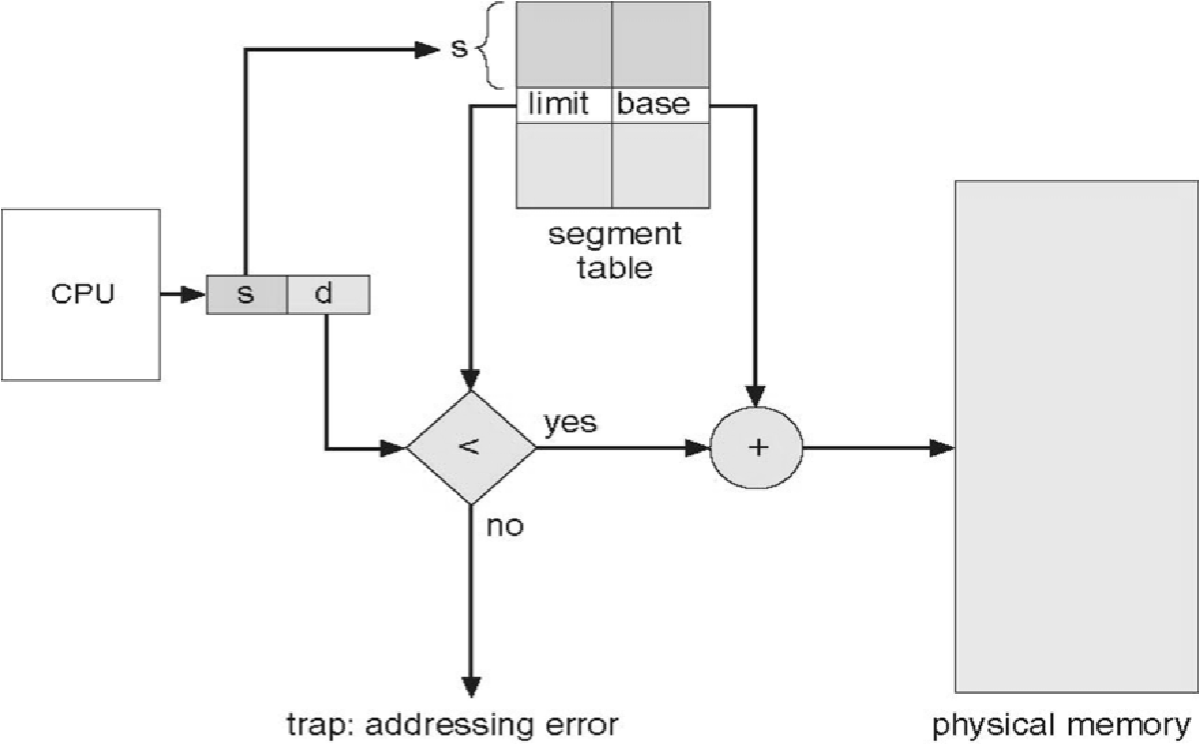 s
limit base
segment
table
CPU
s d
<
yes
+
no
trap: addressing error
physical memory